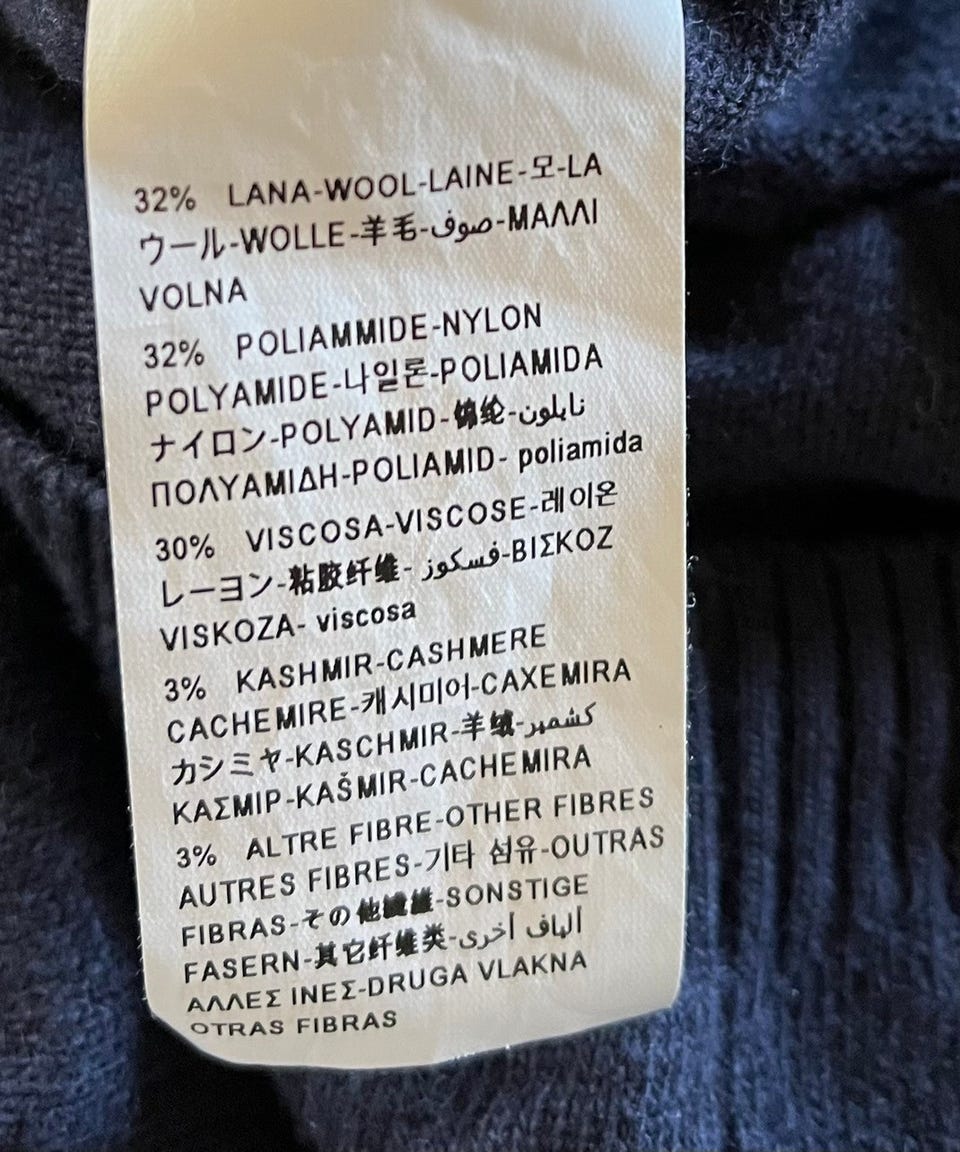 32% LANA-WOOL-LAINE-모-LA
ウール-WOLLE-羊毛-صوف-ΜΑΛΛΙ
VOLNA
32% POLIAMMIDE-NYLON
POLYAMIDE-나일론-POLIAMIDA
ナイロン-POLYAMID-锦纶-نايلون
ΠΟΛΥΑΜΙΔΗ-POLIAMID- poliamida
30% VISCOSA-VISCOSE-레이온
レーヨン-粘胶纤维- فسكوز-ΒΙΣΚΟΖ
VISKOZA- viscosa
3% KASHMIR-CASHMERE
CACHEMIRE-캐시미어-CAXEMIRA
カシミヤ-KASCHMIR-羊绒-كشمير
ΚΑΣΜΙΡ-KAŠMIR-CACHEMIRA
3% ALTRE FIBRE-OTHER FIBRES
AUTRES FIBRES-기타 섬유-OUTRAS
FIBRAS-その他繊維-SONSTIGE
FASERN-其它纤维类-ألياف أخرى
ΑΛΛΕΣ ΙΝΕΣ-DRUGA VLAKNA
OTRAS FIBRAS